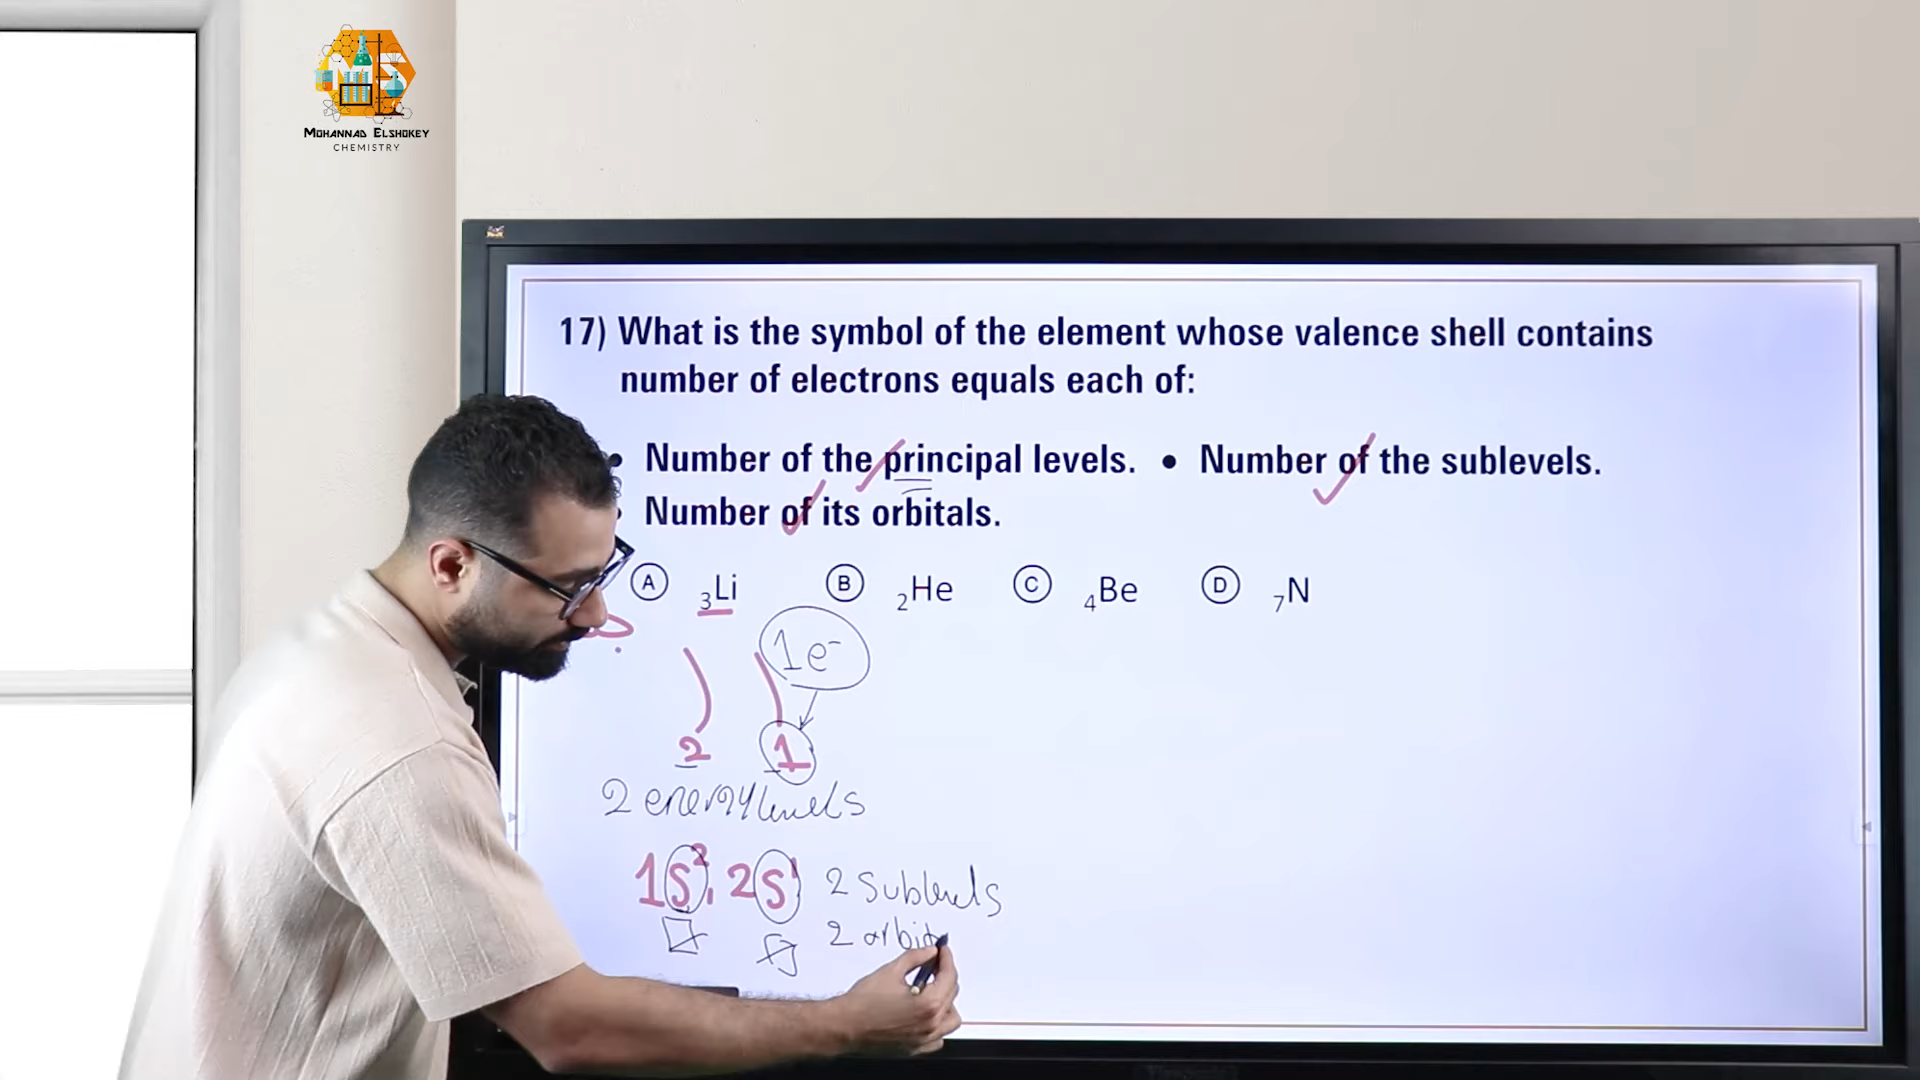 MOHANNAD ELSHOKEY
CHEMISTRY
17) What is the symbol of the element whose valence shell contains
number of electrons equals each of:
• Number of the principal levels. • Number of the sublevels.
• Number of its orbitals.
A ₃Li B ₂He C ₄Be D ₇N
1e⁻
2 1
2 energy levels
1S², 2S¹ 2 Sublevels
2 orbit